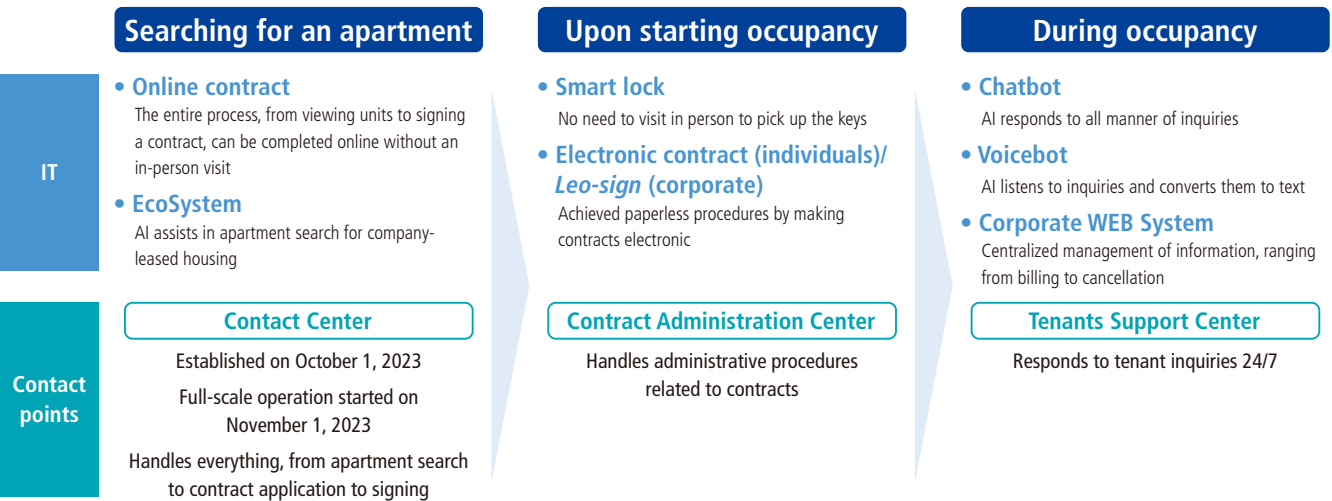 Searching for an apartment
Upon starting occupancy
During occupancy
IT
• Online contract
The entire process, from viewing units to signing
a contract, can be completed online without an
in-person visit
• EcoSystem
AI assists in apartment search for company-
leased housing
• Smart lock
No need to visit in person to pick up the keys
• Electronic contract (individuals)/
Leo-sign (corporate)
Achieved paperless procedures by making
contracts electronic
• Chatbot
AI responds to all manner of inquiries
• Voicebot
AI listens to inquiries and converts them to text
• Corporate WEB System
Centralized management of information, ranging
from billing to cancellation
Contact
points
Contact Center
Established on October 1, 2023
Full-scale operation started on
November 1, 2023
Handles everything, from apartment search
to contract application to signing
Contract Administration Center
Handles administrative procedures
related to contracts
Tenants Support Center
Responds to tenant inquiries 24/7